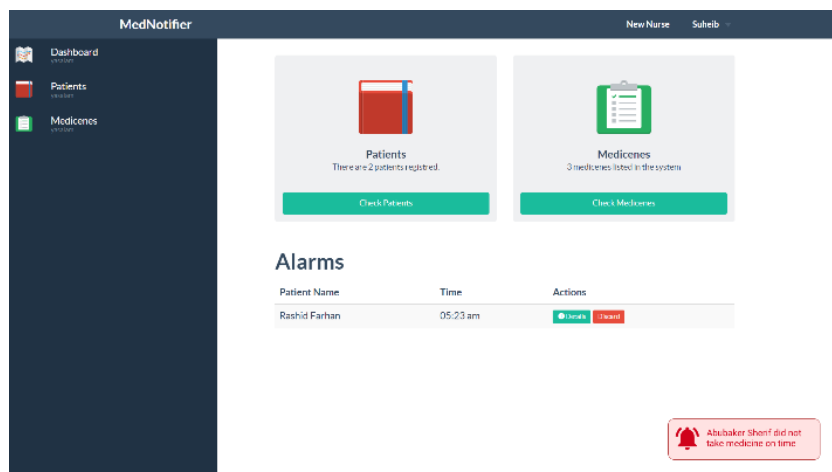 MedNotifier
New Nurse
Suheib
Dashboard
Patients
Medicenes
Patients
There are 2 patients registred.
Check Patients
Medicenes
3 medicenes listed in the system
Check Medicenes
Alarms
Patient Name Time Actions
Rashid Farhan 05:23 am Details Discard
Abubaker Sherif did not
take medicine on time